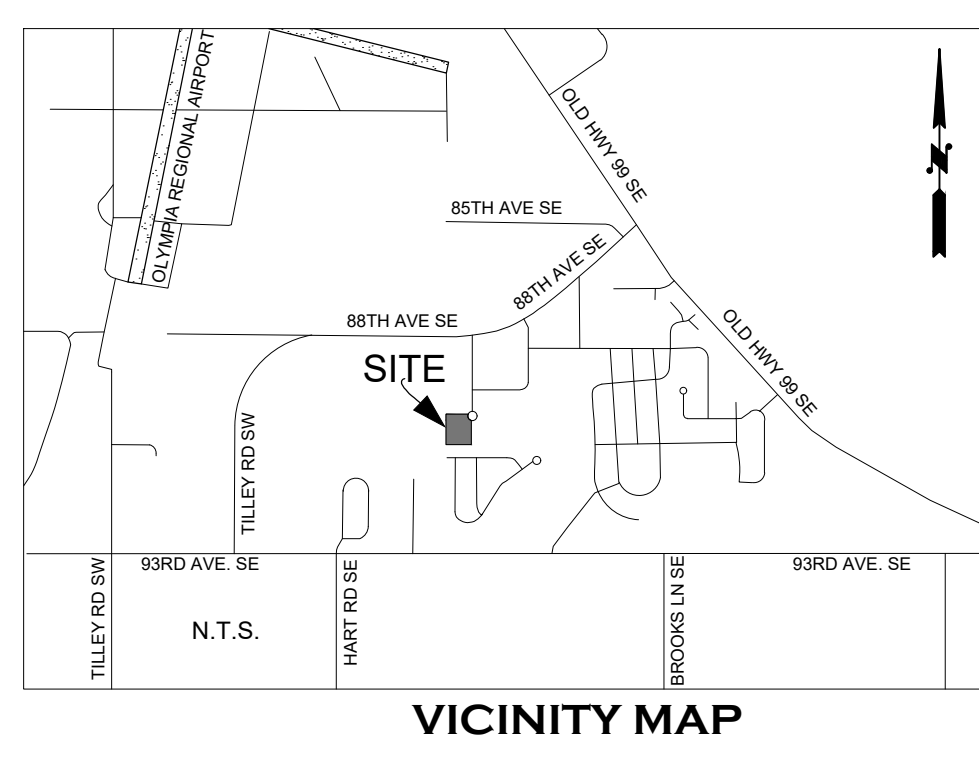 OLYMPIA REGIONAL AIRPORT
OLD HWY 99 SE
N
85TH AVE SE
88TH AVE SE
88TH AVE SE
OLD HWY 99 SE
SITE
TILLEY RD SW
93RD AVE. SE
93RD AVE. SE
TILLEY RD SW
N.T.S.
HART RD SE
BROOKS LN SE
VICINITY MAP